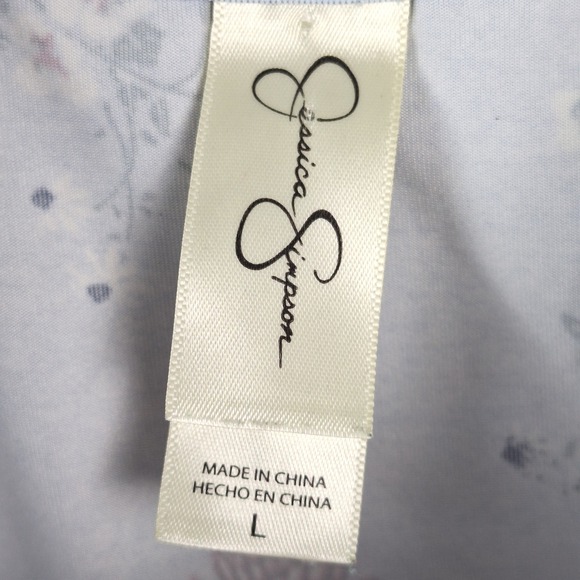 Jessica
Simpson
MADE IN CHINA
HECHO EN CHINA
L